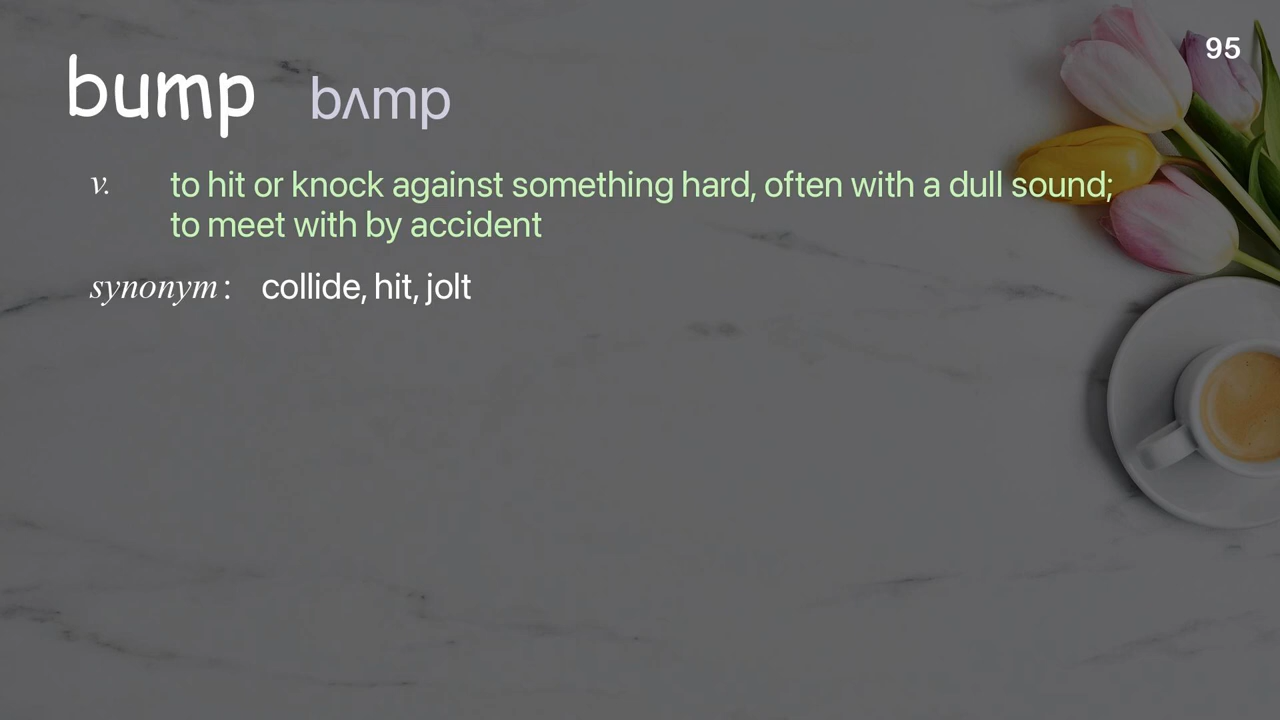 95
bump bʌmp
v. to hit or knock against something hard, often with a dull sound;
to meet with by accident
synonym : collide, hit, jolt